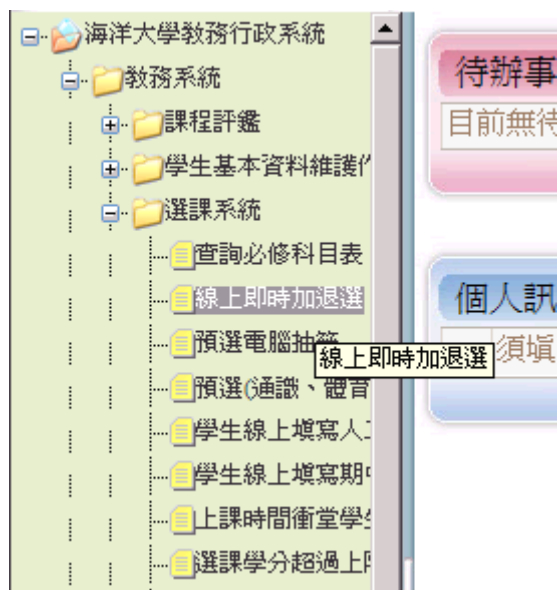 海洋大學教務行政系統
教務系統
課程評鑑
學生基本資料維護
選課系統
查詢必修科目表
線上即時加退選
預選電腦抽籤
線上即時加退選
預選(通識、體育
學生線上填寫人
學生線上填寫期
上課時間衝堂學
選課學分超過上
待辦事
目前無待
個人訊
須填